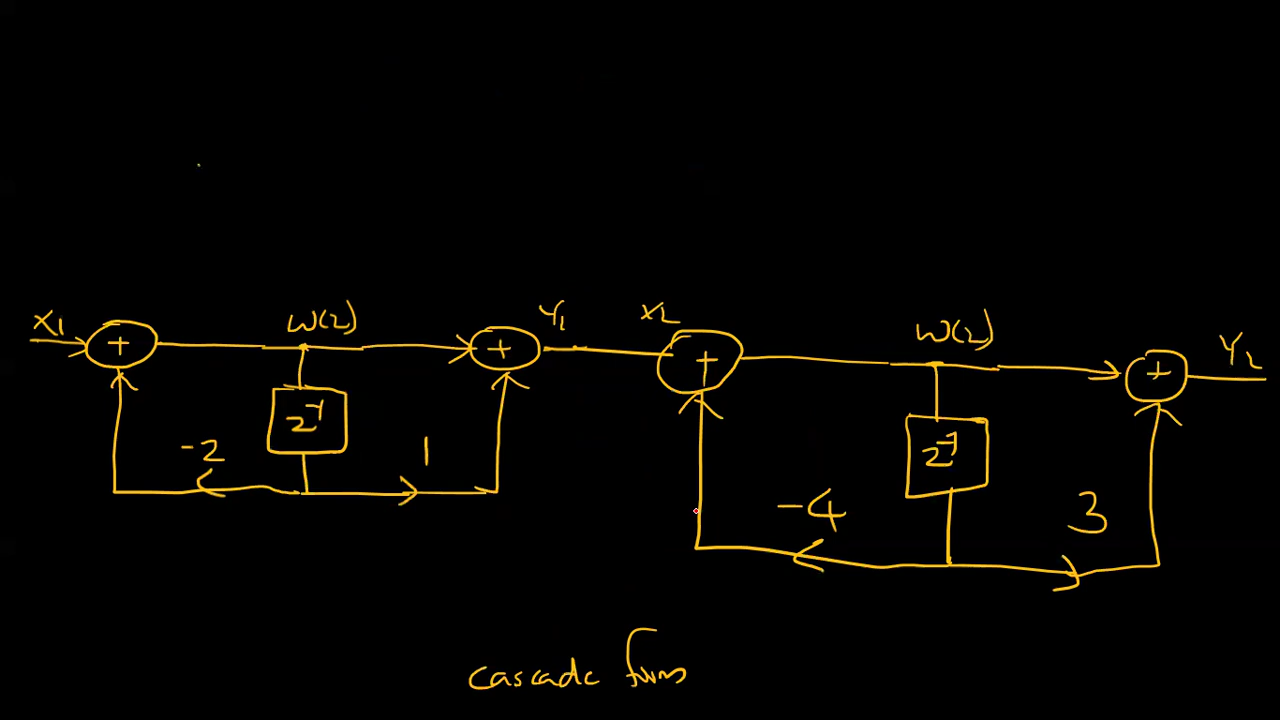 X1 + W(z) + Y1 X2 + W(z) + Y2
z⁻¹ z⁻¹
-2 1 -4 3
cascade form